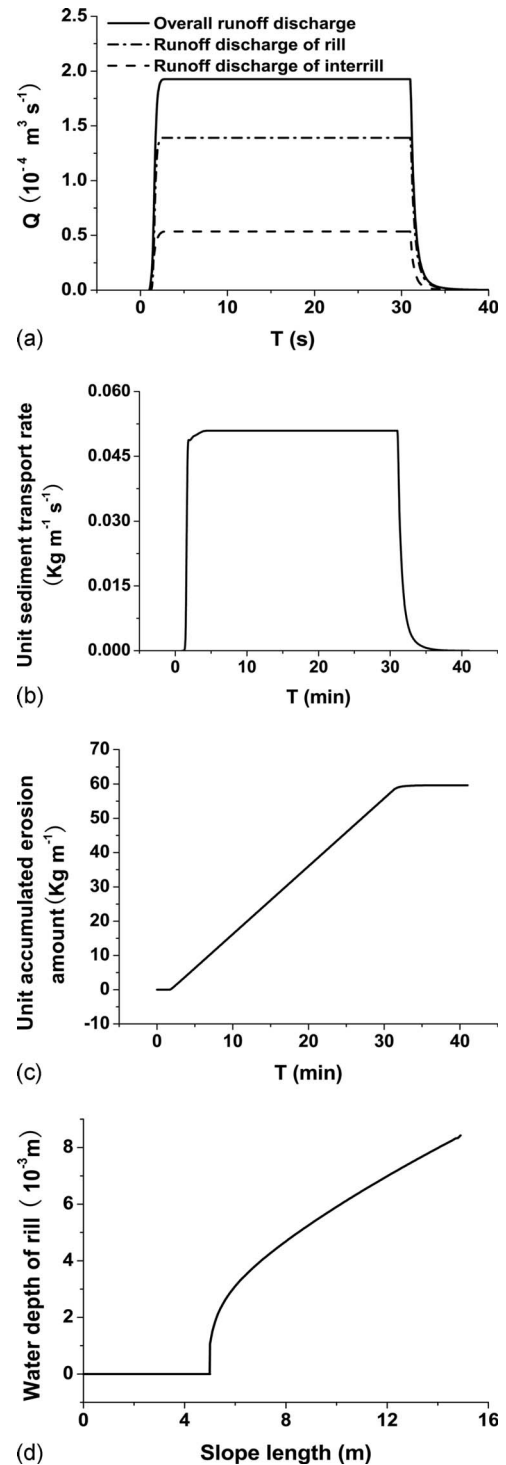 2.5
2.0
1.5
1.0
0.5
0.0
Q (10⁻⁴ m³ s⁻¹)
Overall runoff discharge
Runoff discharge of rill
Runoff discharge of interrill
0 10 20 30 40
T (s)
(a)
0.060
0.045
0.030
0.015
0.000
Unit sediment transport rate
(Kg m⁻¹ s⁻¹)
0 10 20 30 40
T (min)
(b)
70
60
50
40
30
20
10
0
-10
Unit accumulated erosion
amount(Kg m⁻¹)
0 10 20 30 40
T (min)
(c)
8
6
4
2
0
Water depth of rill ( 10⁻³m)
0 4 8 12 16
Slope length (m)
(d)